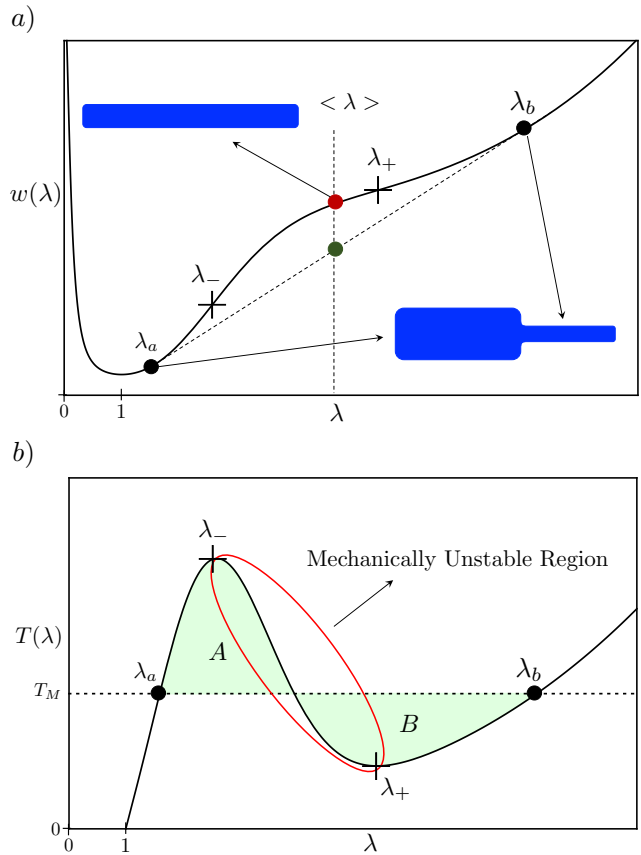 a)
< λ >
λ_b
λ_+
w(λ)
λ_−
λ_a
0
1
λ
b)
λ_−
Mechanically Unstable Region
T(λ)
A
λ_a
λ_b
T_M
B
λ_+
0
0
1
λ